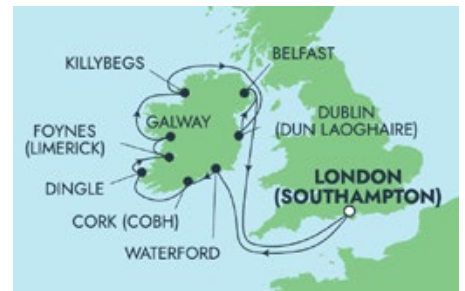 KILLYBEGS
BELFAST
GALWAY
DUBLIN
(DUN LAOGHAIRE)
FOYNES
(LIMERICK)
LONDON
(SOUTHAMPTON)
DINGLE
CORK (COBH)
WATERFORD